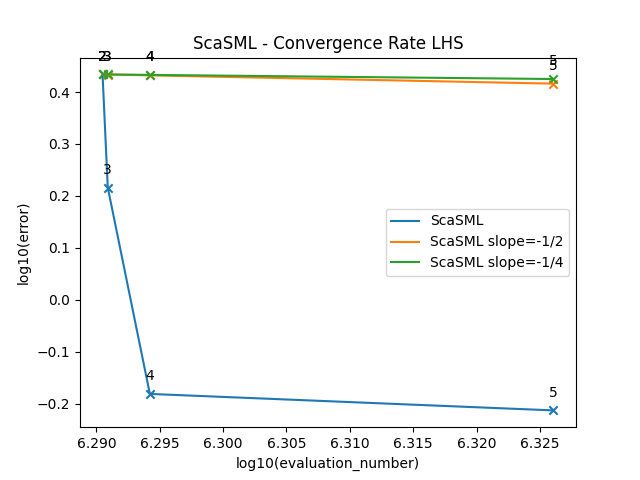 ScaSML - Convergence Rate LHS
2 3 4 5
5
3
4
5
0.4
0.3
0.2
0.1
0.0
−0.1
−0.2
log10(error)
ScaSML
ScaSML slope=-1/2
ScaSML slope=-1/4
6.290 6.295 6.300 6.305 6.310 6.315 6.320 6.325
log10(evaluation_number)